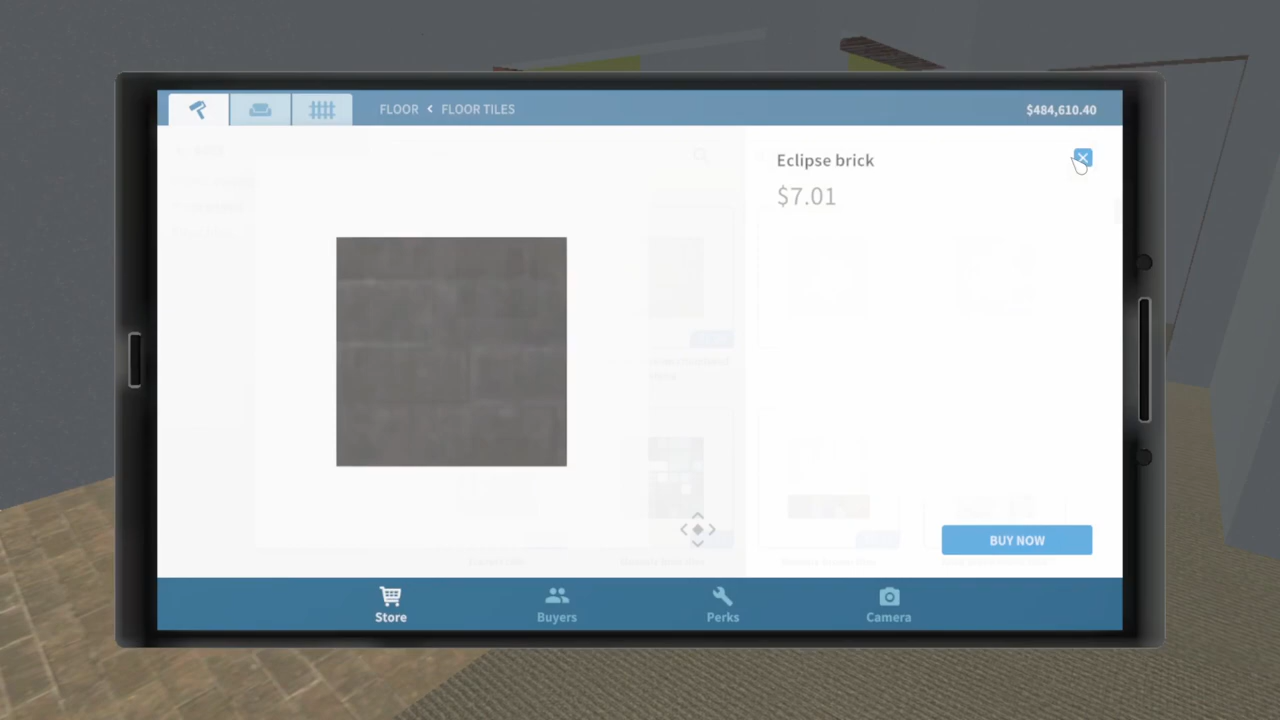 FLOOR < FLOOR TILES
$484,610.40
Eclipse brick
$7.01
BUY NOW
Store
Buyers
Perks
Camera